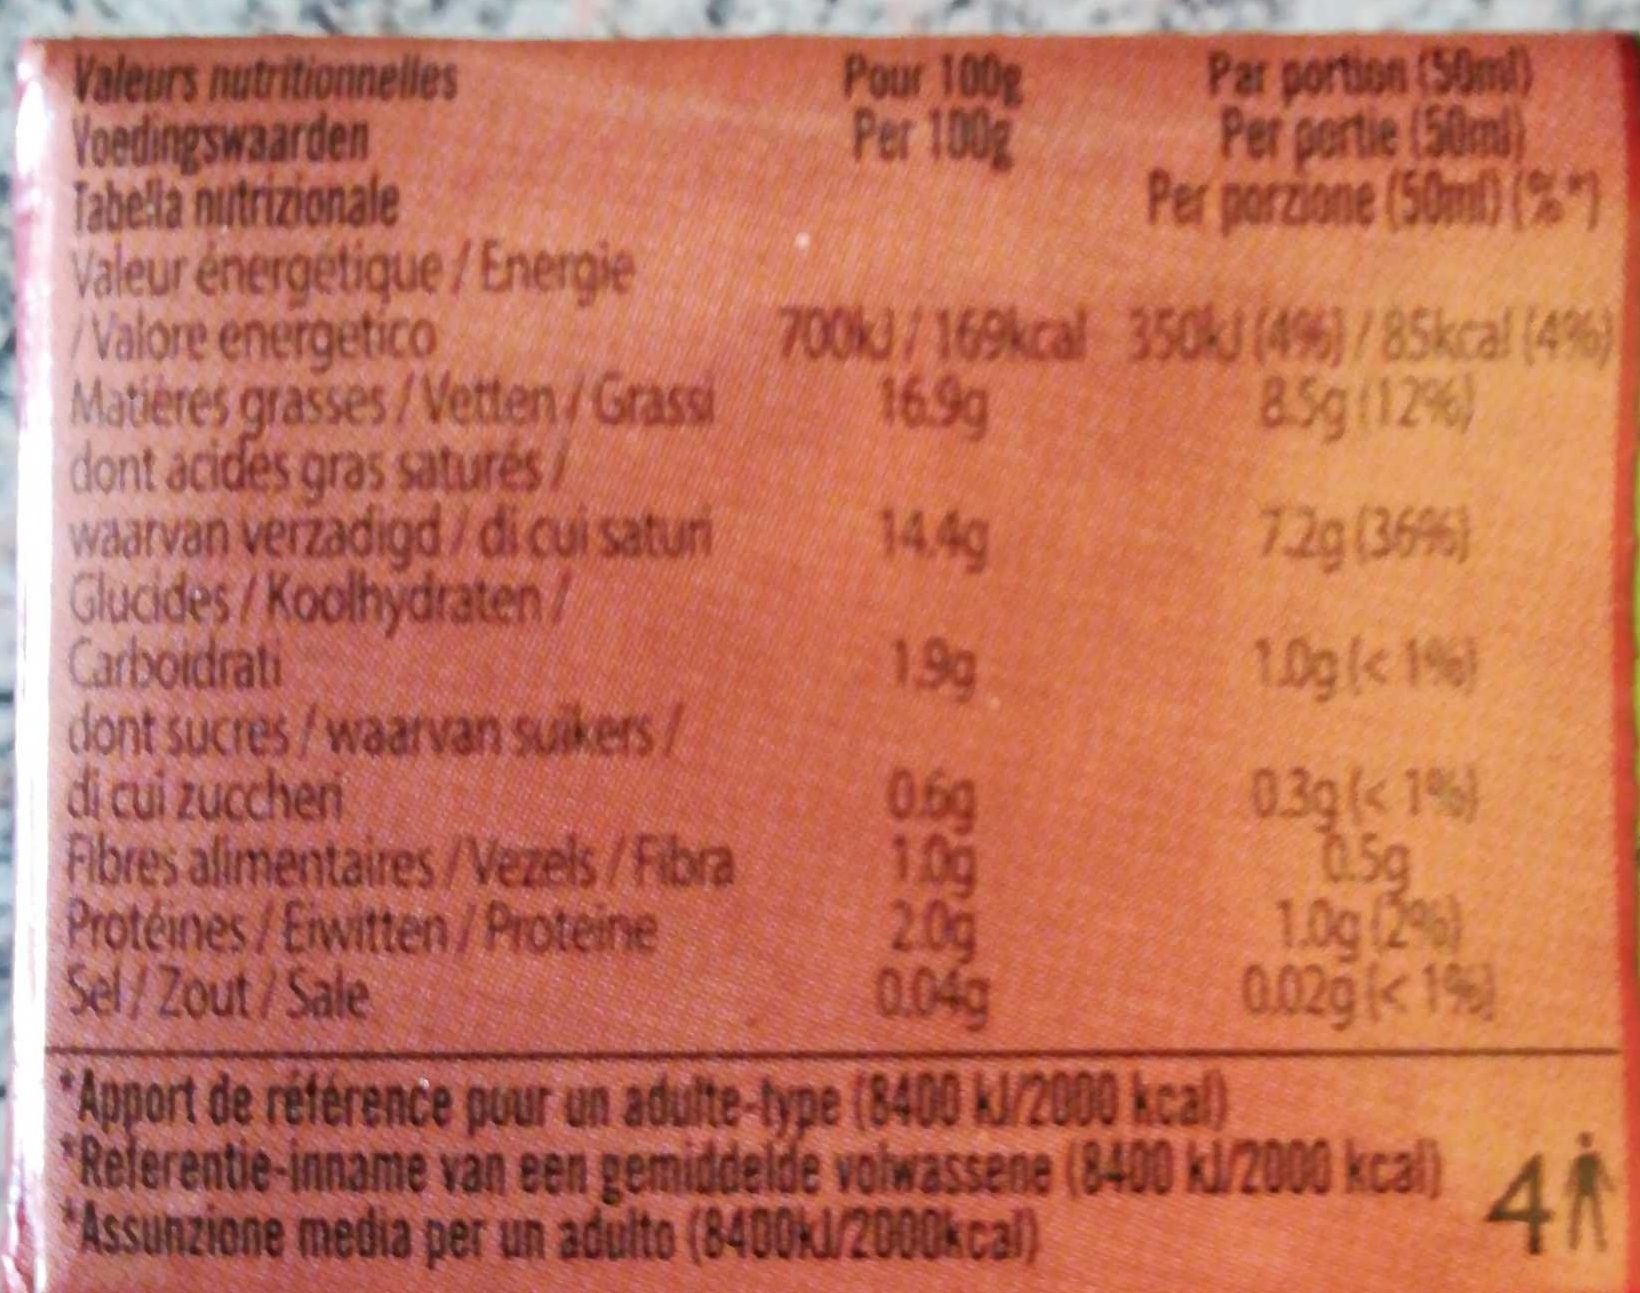 Valeurs nutritionnelles Pour 100g Par portion (50ml)
Voedingswaarden Per 100g Per portie (50ml)
Tabella nutrizionale Per porzione (50ml) (%*)
Valeur énergétique / Energie
/ Valore energetico 700kJ / 169kcal 350kJ (4%) / 85kcal (4%)
Matières grasses / Vetten / Grassi 16.9g 8.5g (12%)
dont acides gras saturés /
waarvan verzadigd / di cui saturi 14.4g 7.2g (36%)
Glucides / Koolhydraten /
Carboidrati 1.9g 1.0g (< 1%)
dont sucres / waarvan suikers /
di cui zuccheri 0.6g 0.3g (< 1%)
Fibres alimentaires / Vezels / Fibra 1.0g 0.5g
Protéines / Eiwitten / Proteine 2.0g 1.0g (2%)
Sel / Zout / Sale 0.04g 0.02g (< 1%)
*Apport de référence pour un adulte-type (8400 kJ/2000 kcal)
*Referentie-inname van een gemiddelde volwassene (8400 kJ/2000 kcal)
*Assunzione media per un adulto (8400kJ/2000kcal)
4